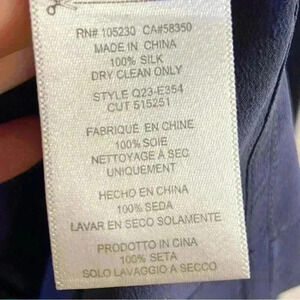 RN# 105230 CA#58350
MADE IN CHINA
100% SILK
DRY CLEAN ONLY
STYLE Q23-E354
CUT 515251
FABRIQUÉ EN CHINE
100% SOIE
NETTOYAGE À SEC
UNIQUEMENT
HECHO EN CHINA
100% SEDA
LAVAR EN SECO SOLAMENTE
PRODOTTO IN CINA
100% SETA
SOLO LAVAGGIO A SECCO